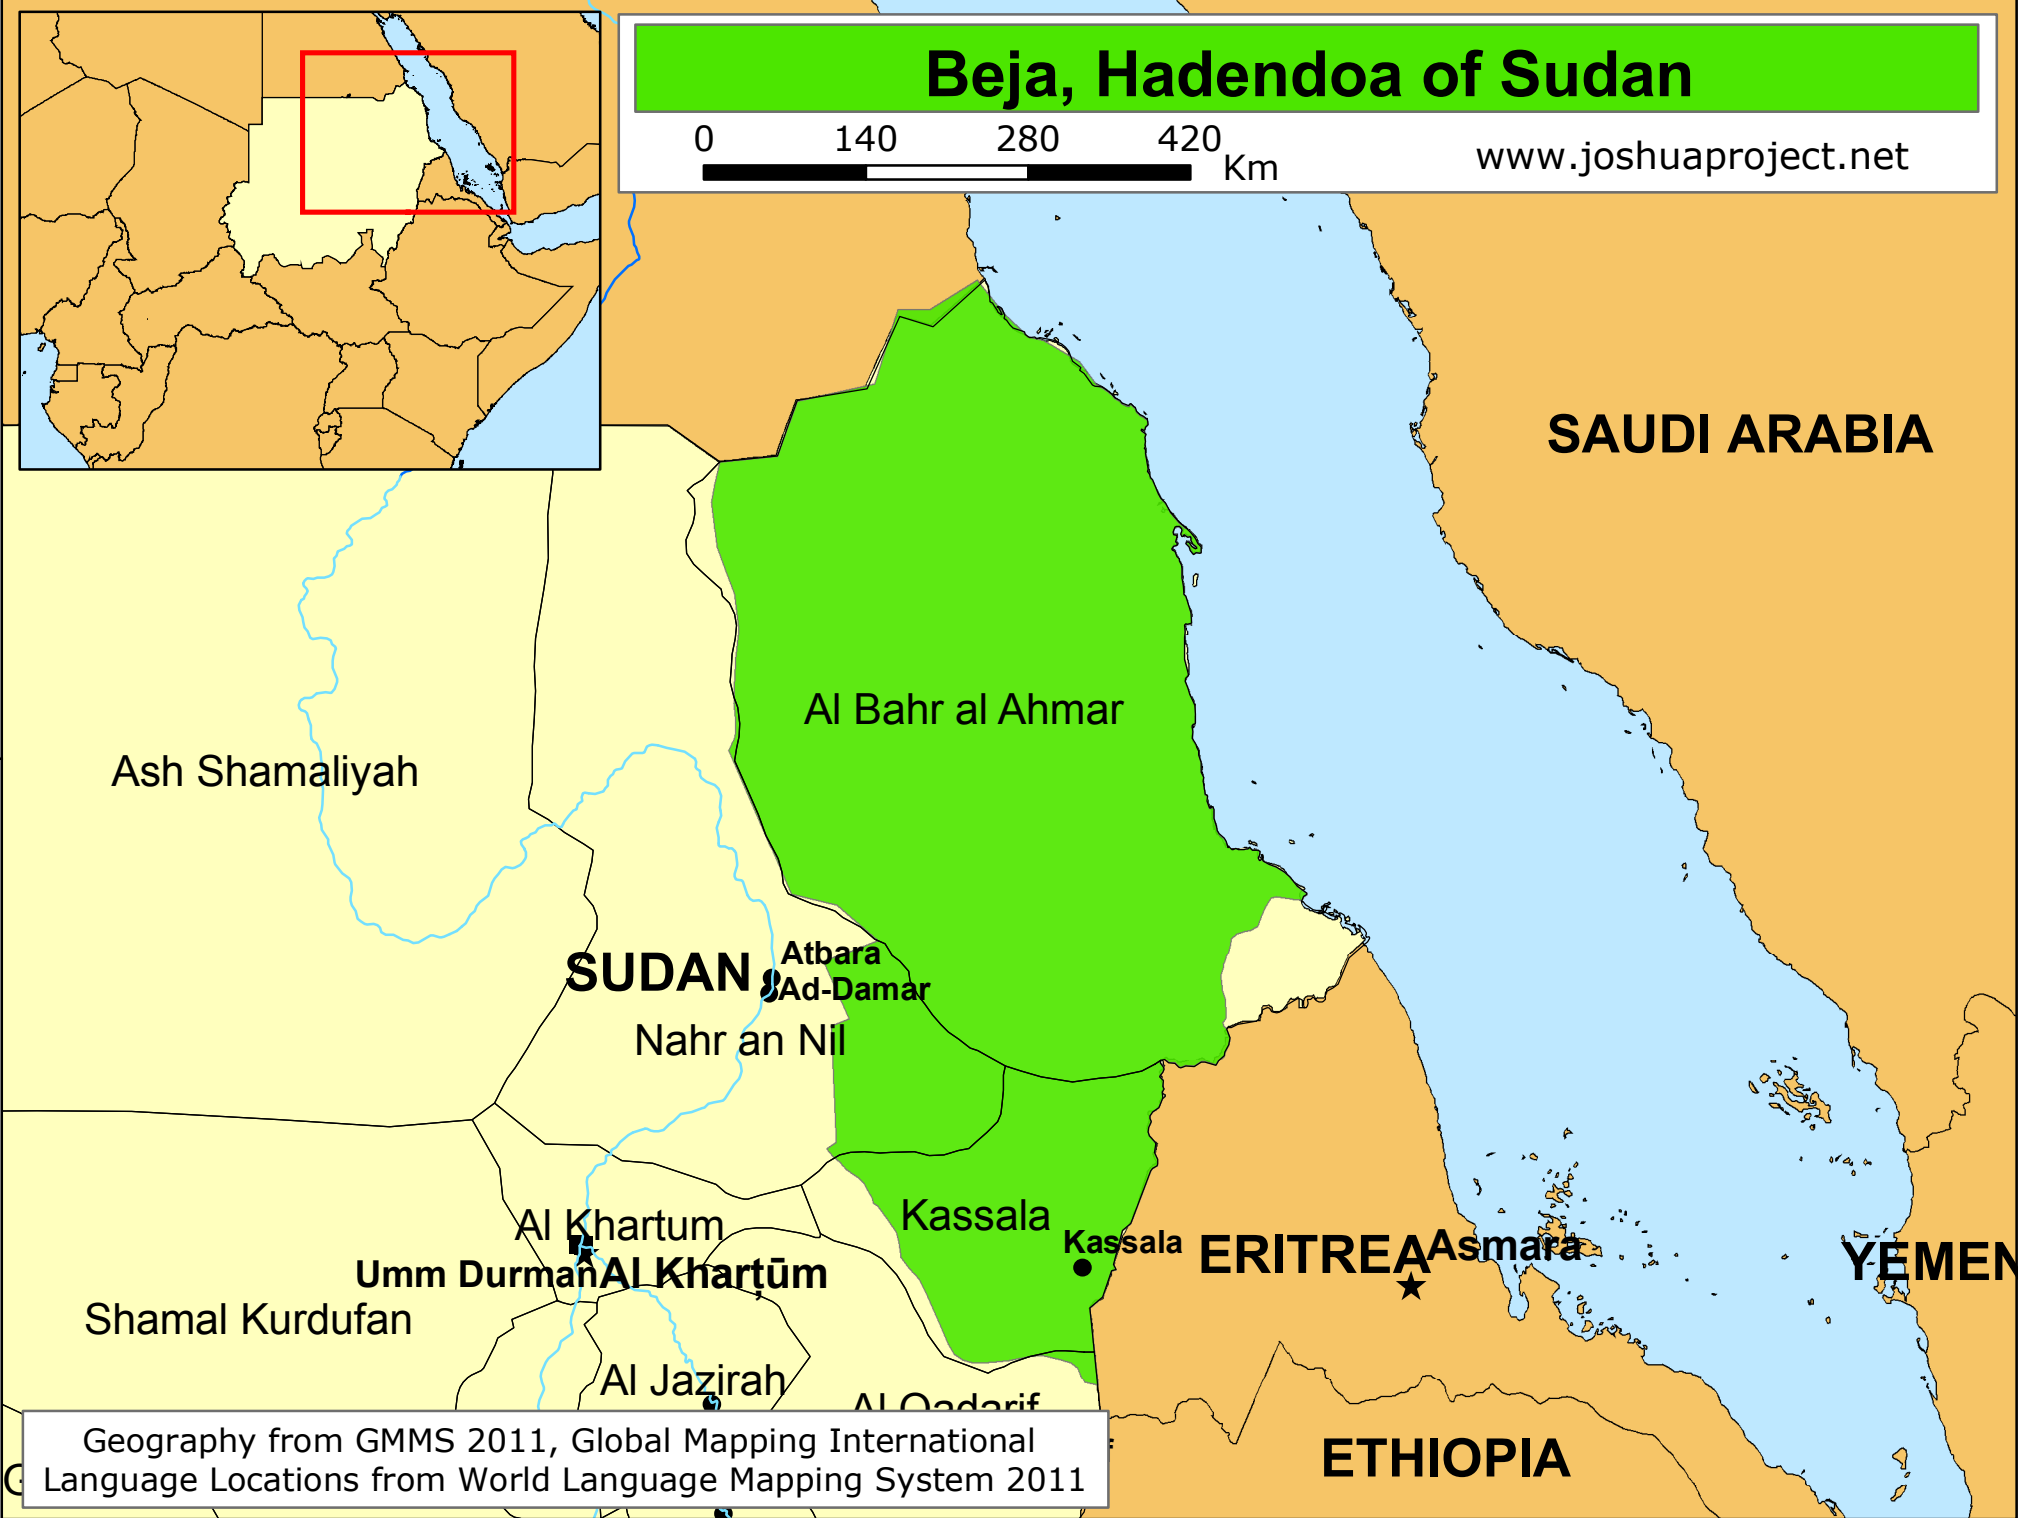 Beja, Hadendoa of Sudan
0 140 280 420
Km
www.joshuaproject.net
SAUDI ARABIA
Al Bahr al Ahmar
Ash Shamaliyah
Atbara
SUDAN
Ad-Damar
Nahr an Nil
Kassala
Al Khartum
Kassala
ERITREA
Asmara
YEMEN
Umm Durman
Al Kharţūm
Shamal Kurdufan
Al Jazirah
Al Qadarif
ETHIOPIA
Geography from GMMS 2011, Global Mapping International
Language Locations from World Language Mapping System 2011